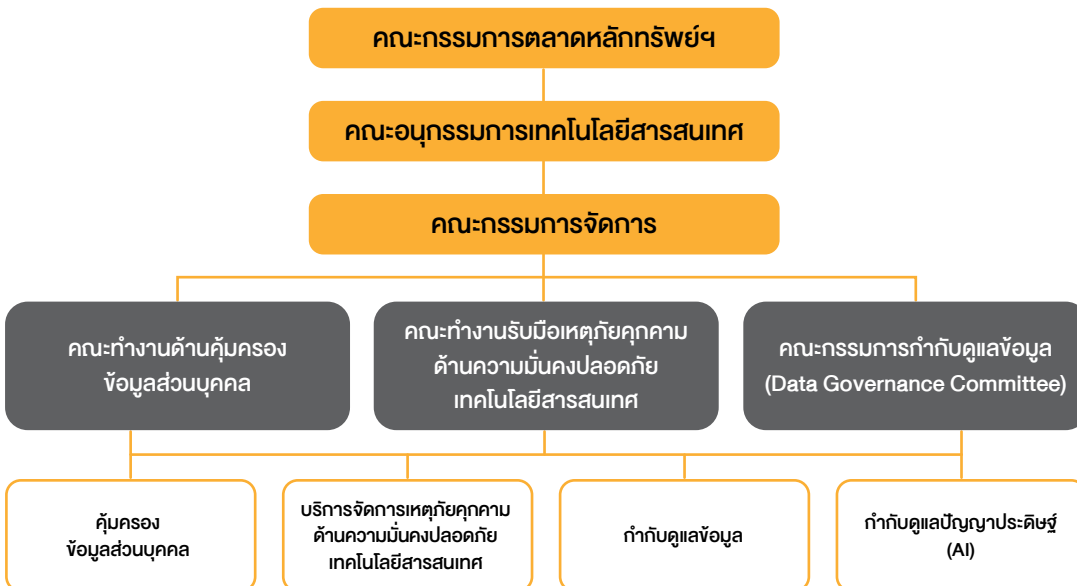 คณะกรรมการตลาดหลักทรัพย์ฯ
คณะอนุกรรมการเทคโนโลยีสารสนเทศ
คณะกรรมการจัดการ
คณะทำงานด้านคุ้มครอง
ข้อมูลส่วนบุคคล
คณะทำงานรับมือเหตุภัยคุกคาม
ด้านความมั่นคงปลอดภัย
เทคโนโลยีสารสนเทศ
คณะกรรมการกำกับดูแลข้อมูล
(Data Governance Committee)
คุ้มครอง
ข้อมูลส่วนบุคคล
บริการจัดการเหตุภัยคุกคาม
ด้านความมั่นคงปลอดภัย
เทคโนโลยีสารสนเทศ
กำกับดูแลข้อมูล
กำกับดูแลปัญญาประดิษฐ์
(AI)